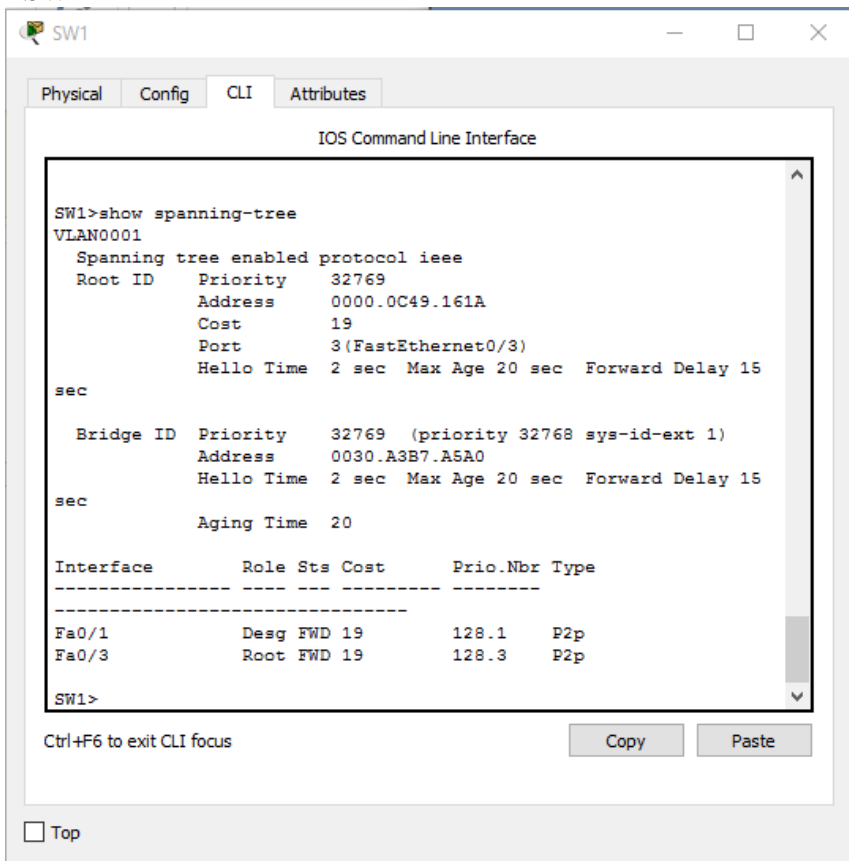 SW1
Physical Config CLI Attributes
IOS Command Line Interface
SW1>show spanning-tree
VLAN0001
  Spanning tree enabled protocol ieee
  Root ID    Priority    32769
             Address     0000.0C49.161A
             Cost        19
             Port        3(FastEthernet0/3)
             Hello Time  2 sec  Max Age 20 sec  Forward Delay 15
sec
  Bridge ID  Priority    32769  (priority 32768 sys-id-ext 1)
             Address     0030.A3B7.A5A0
             Hello Time  2 sec  Max Age 20 sec  Forward Delay 15
sec
             Aging Time  20
Interface        Role Sts Cost      Prio.Nbr Type
---------------- ---- --- --------- --------
--------------------------------
Fa0/1            Desg FWD 19        128.1    P2p
Fa0/3            Root FWD 19        128.3    P2p
SW1>
Ctrl+F6 to exit CLI focus
Copy Paste
Top